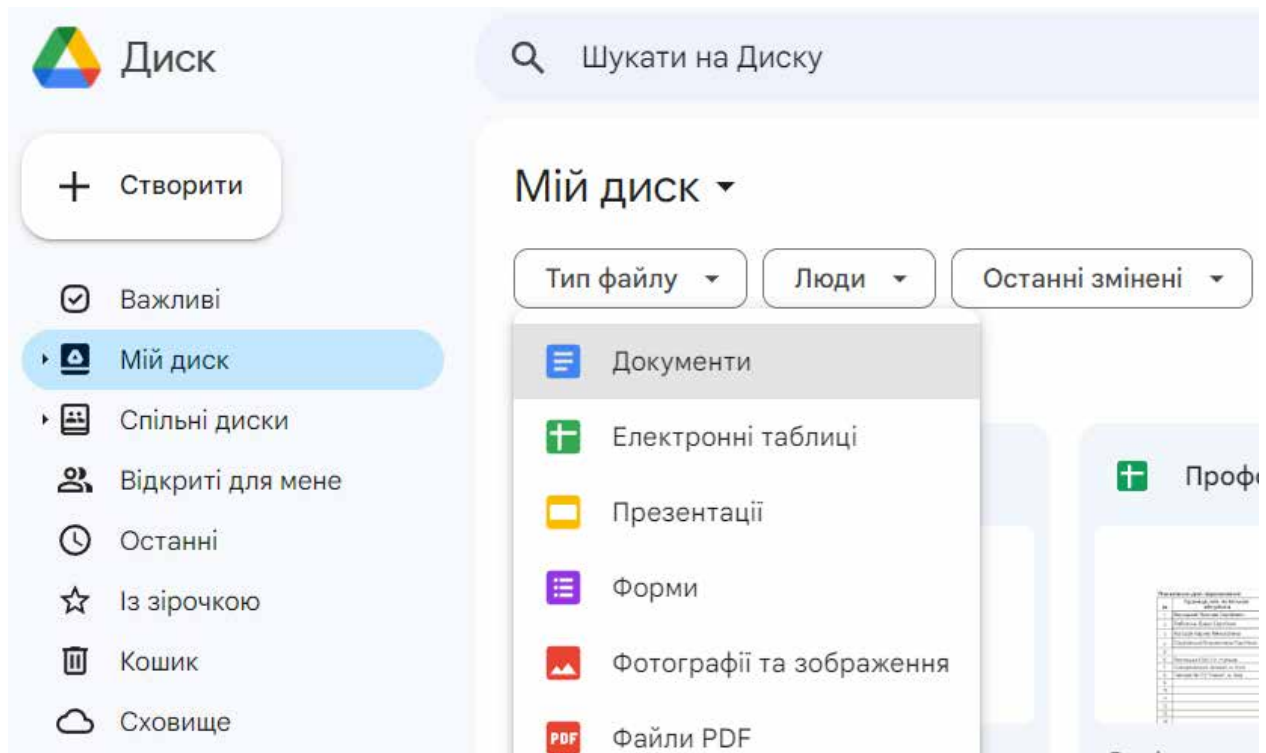 Диск
Шукати на Диску
Створити
Важливі
Мій диск
Спільні диски
Відкриті для мене
Останні
Із зірочкою
Кошик
Сховище
Мій диск
Тип файлу
Люди
Останні змінені
Документи
Електронні таблиці
Презентації
Форми
Фотографії та зображення
PDF
Файли PDF